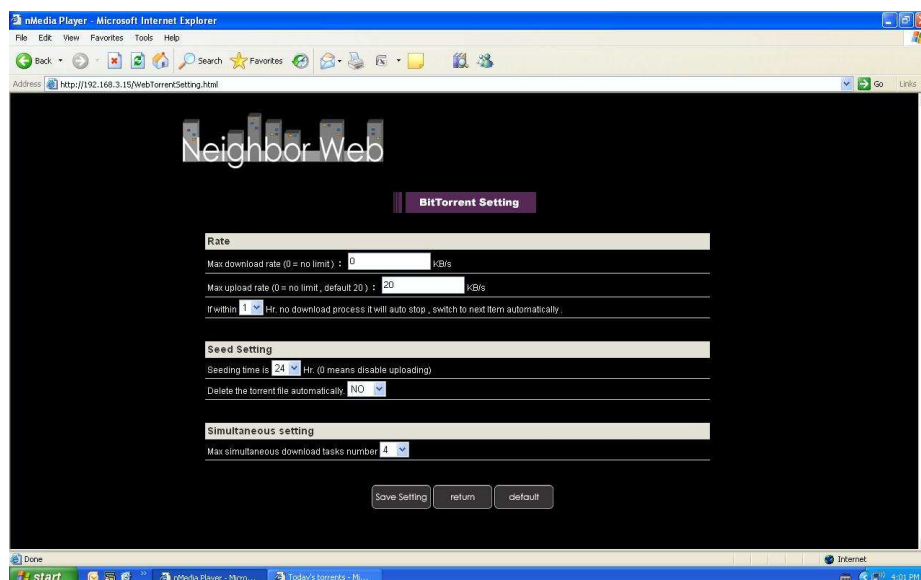 nMedia Player - Microsoft Internet Explorer
File Edit View Favorites Tools Help
Back Search Favorites
Address http://192.168.3.15/WebTorrentSetting.html Go Links
Neighbor Web
BitTorrent Setting
Rate
Max download rate (0 = no limit) : 0 KB/s
Max upload rate (0 = no limit , default 20 ) : 20 KB/s
If within 1 Hr. no download process it will auto stop , switch to next Item automatically .
Seed Setting
Seeding time is 24 Hr. (0 means disable uploading)
Delete the torrent file automatically. NO
Simultaneous setting
Max simultaneous download tasks number 4
Save Setting return default
Done Internet
start nMedia Player - Micro... Today's torrents - Mi... 4:01 PM